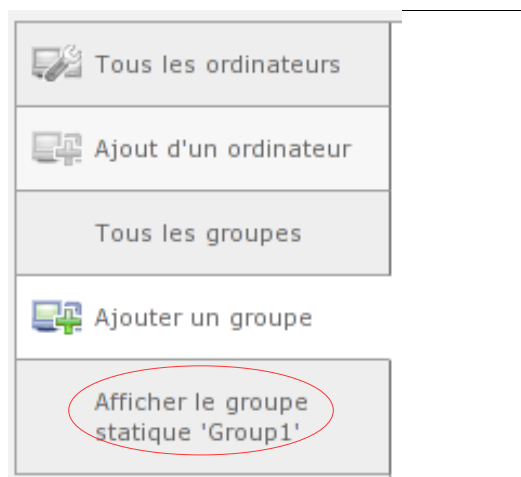 Tous les ordinateurs
Ajout d'un ordinateur
Tous les groupes
Ajouter un groupe
Afficher le groupe
statique 'Group1'